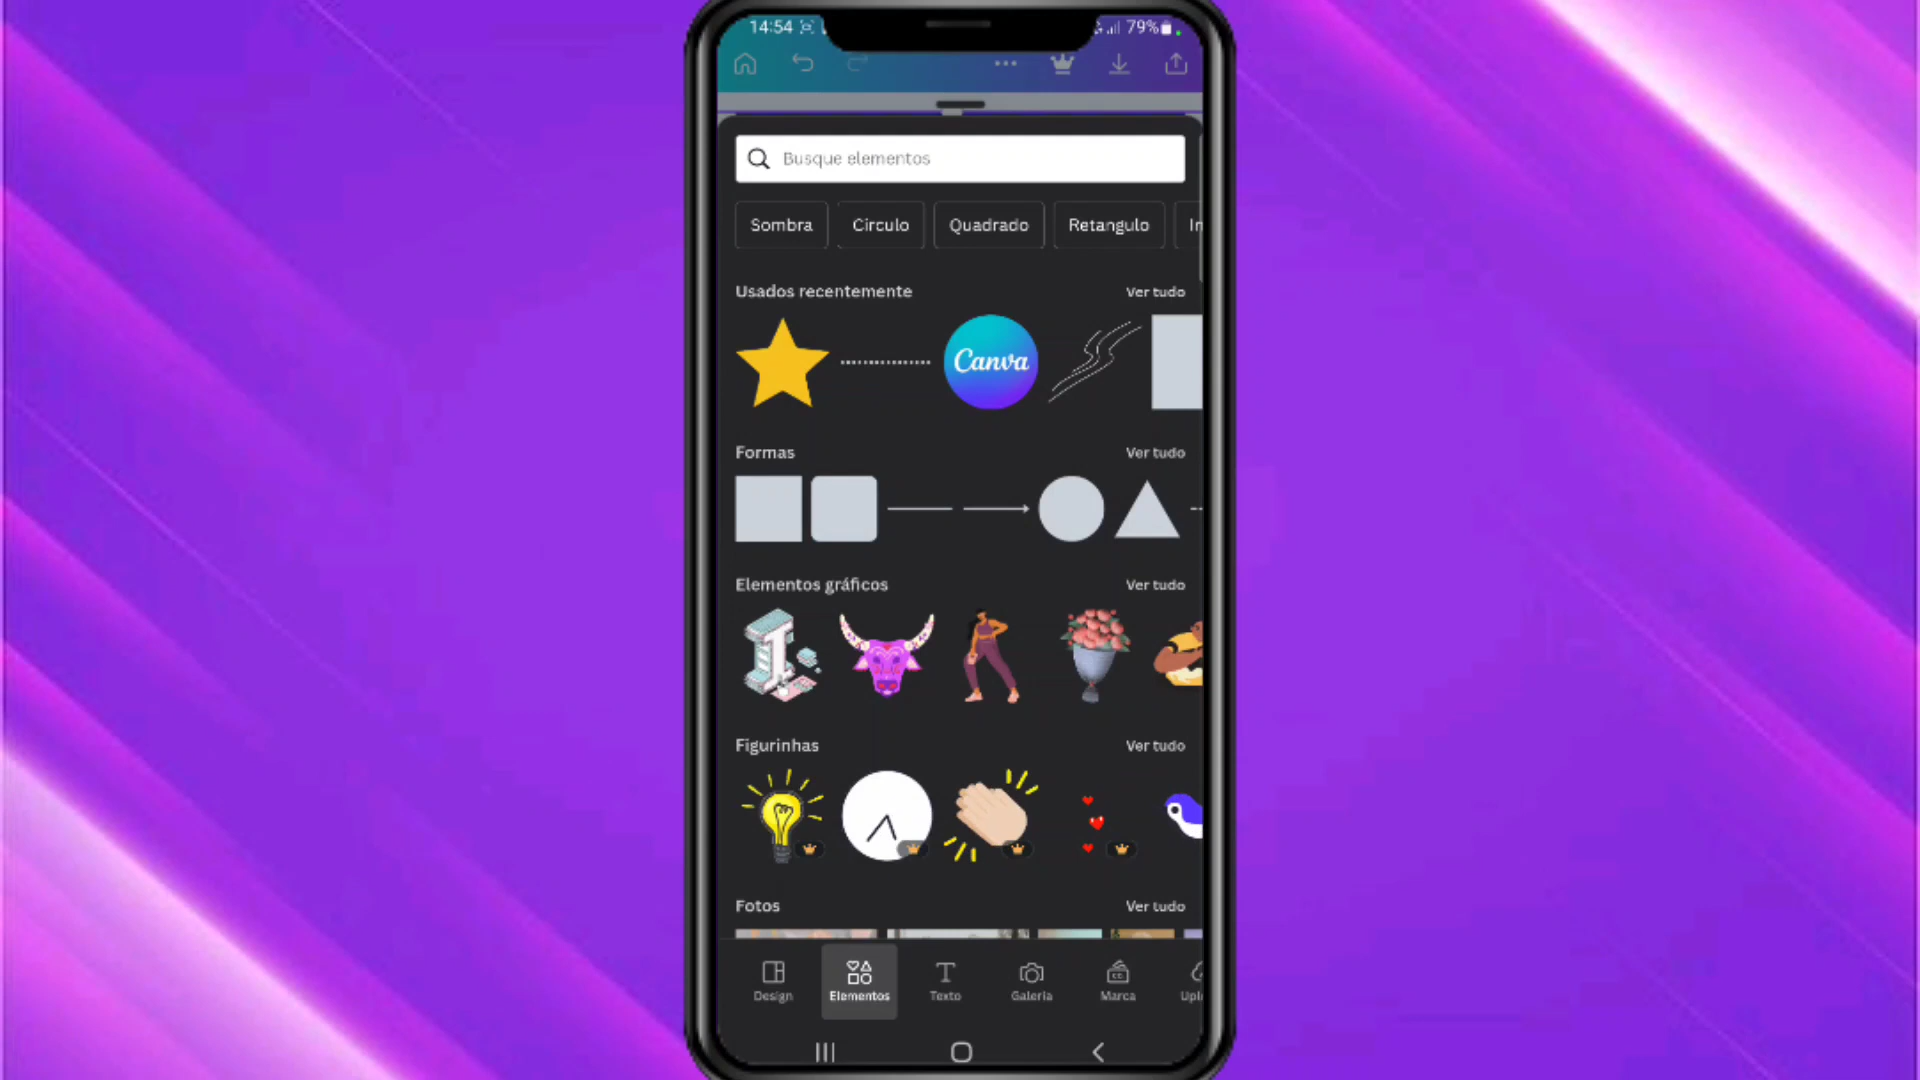 14:54
79%
Busque elementos
Sombra
Circulo
Quadrado
Retangulo
Usados recentemente
Ver tudo
Canva
Formas
Ver tudo
Elementos gráficos
Ver tudo
Figurinhas
Ver tudo
Fotos
Ver tudo
Design
Elementos
Texto
Galeria
Marca